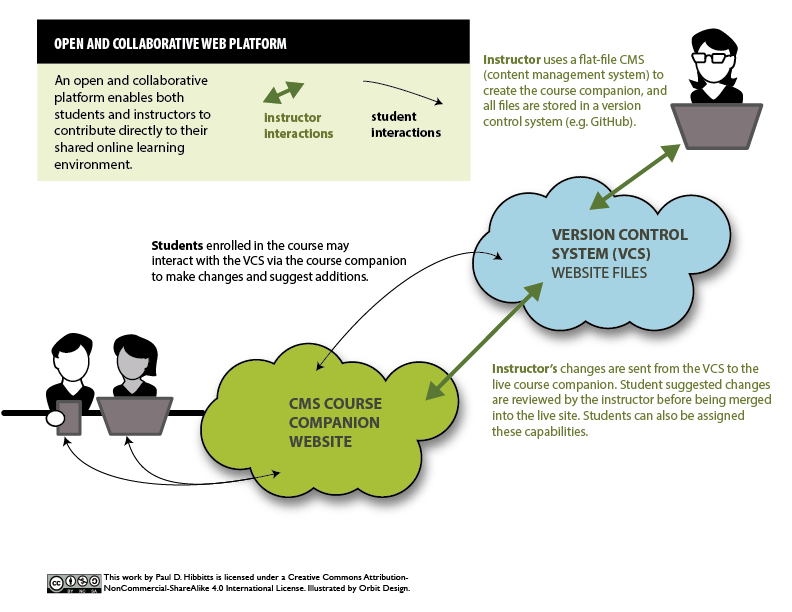 OPEN AND COLLABORATIVE WEB PLATFORM
An open and collaborative
platform enables both
students and instructors to
contribute directly to their
shared online learning
environment.
instructor
interactions
student
interactions
Instructor uses a flat-file CMS
(content management system) to
create the course companion, and
all files are stored in a version
control system (e.g. GitHub).
VERSION CONTROL
SYSTEM (VCS)
WEBSITE FILES
Students enrolled in the course may
interact with the VCS via the course companion
to make changes and suggest additions.
Instructor's changes are sent from the VCS to the
live course companion. Student suggested changes
are reviewed by the instructor before being merged
into the live site. Students can also be assigned
these capabilities.
CMS COURSE
COMPANION
WEBSITE
cc
BY NC SA
This work by Paul D. Hibbitts is licensed under a Creative Commons Attribution-
NonCommercial-ShareAlike 4.0 International License. Illustrated by Orbit Design.